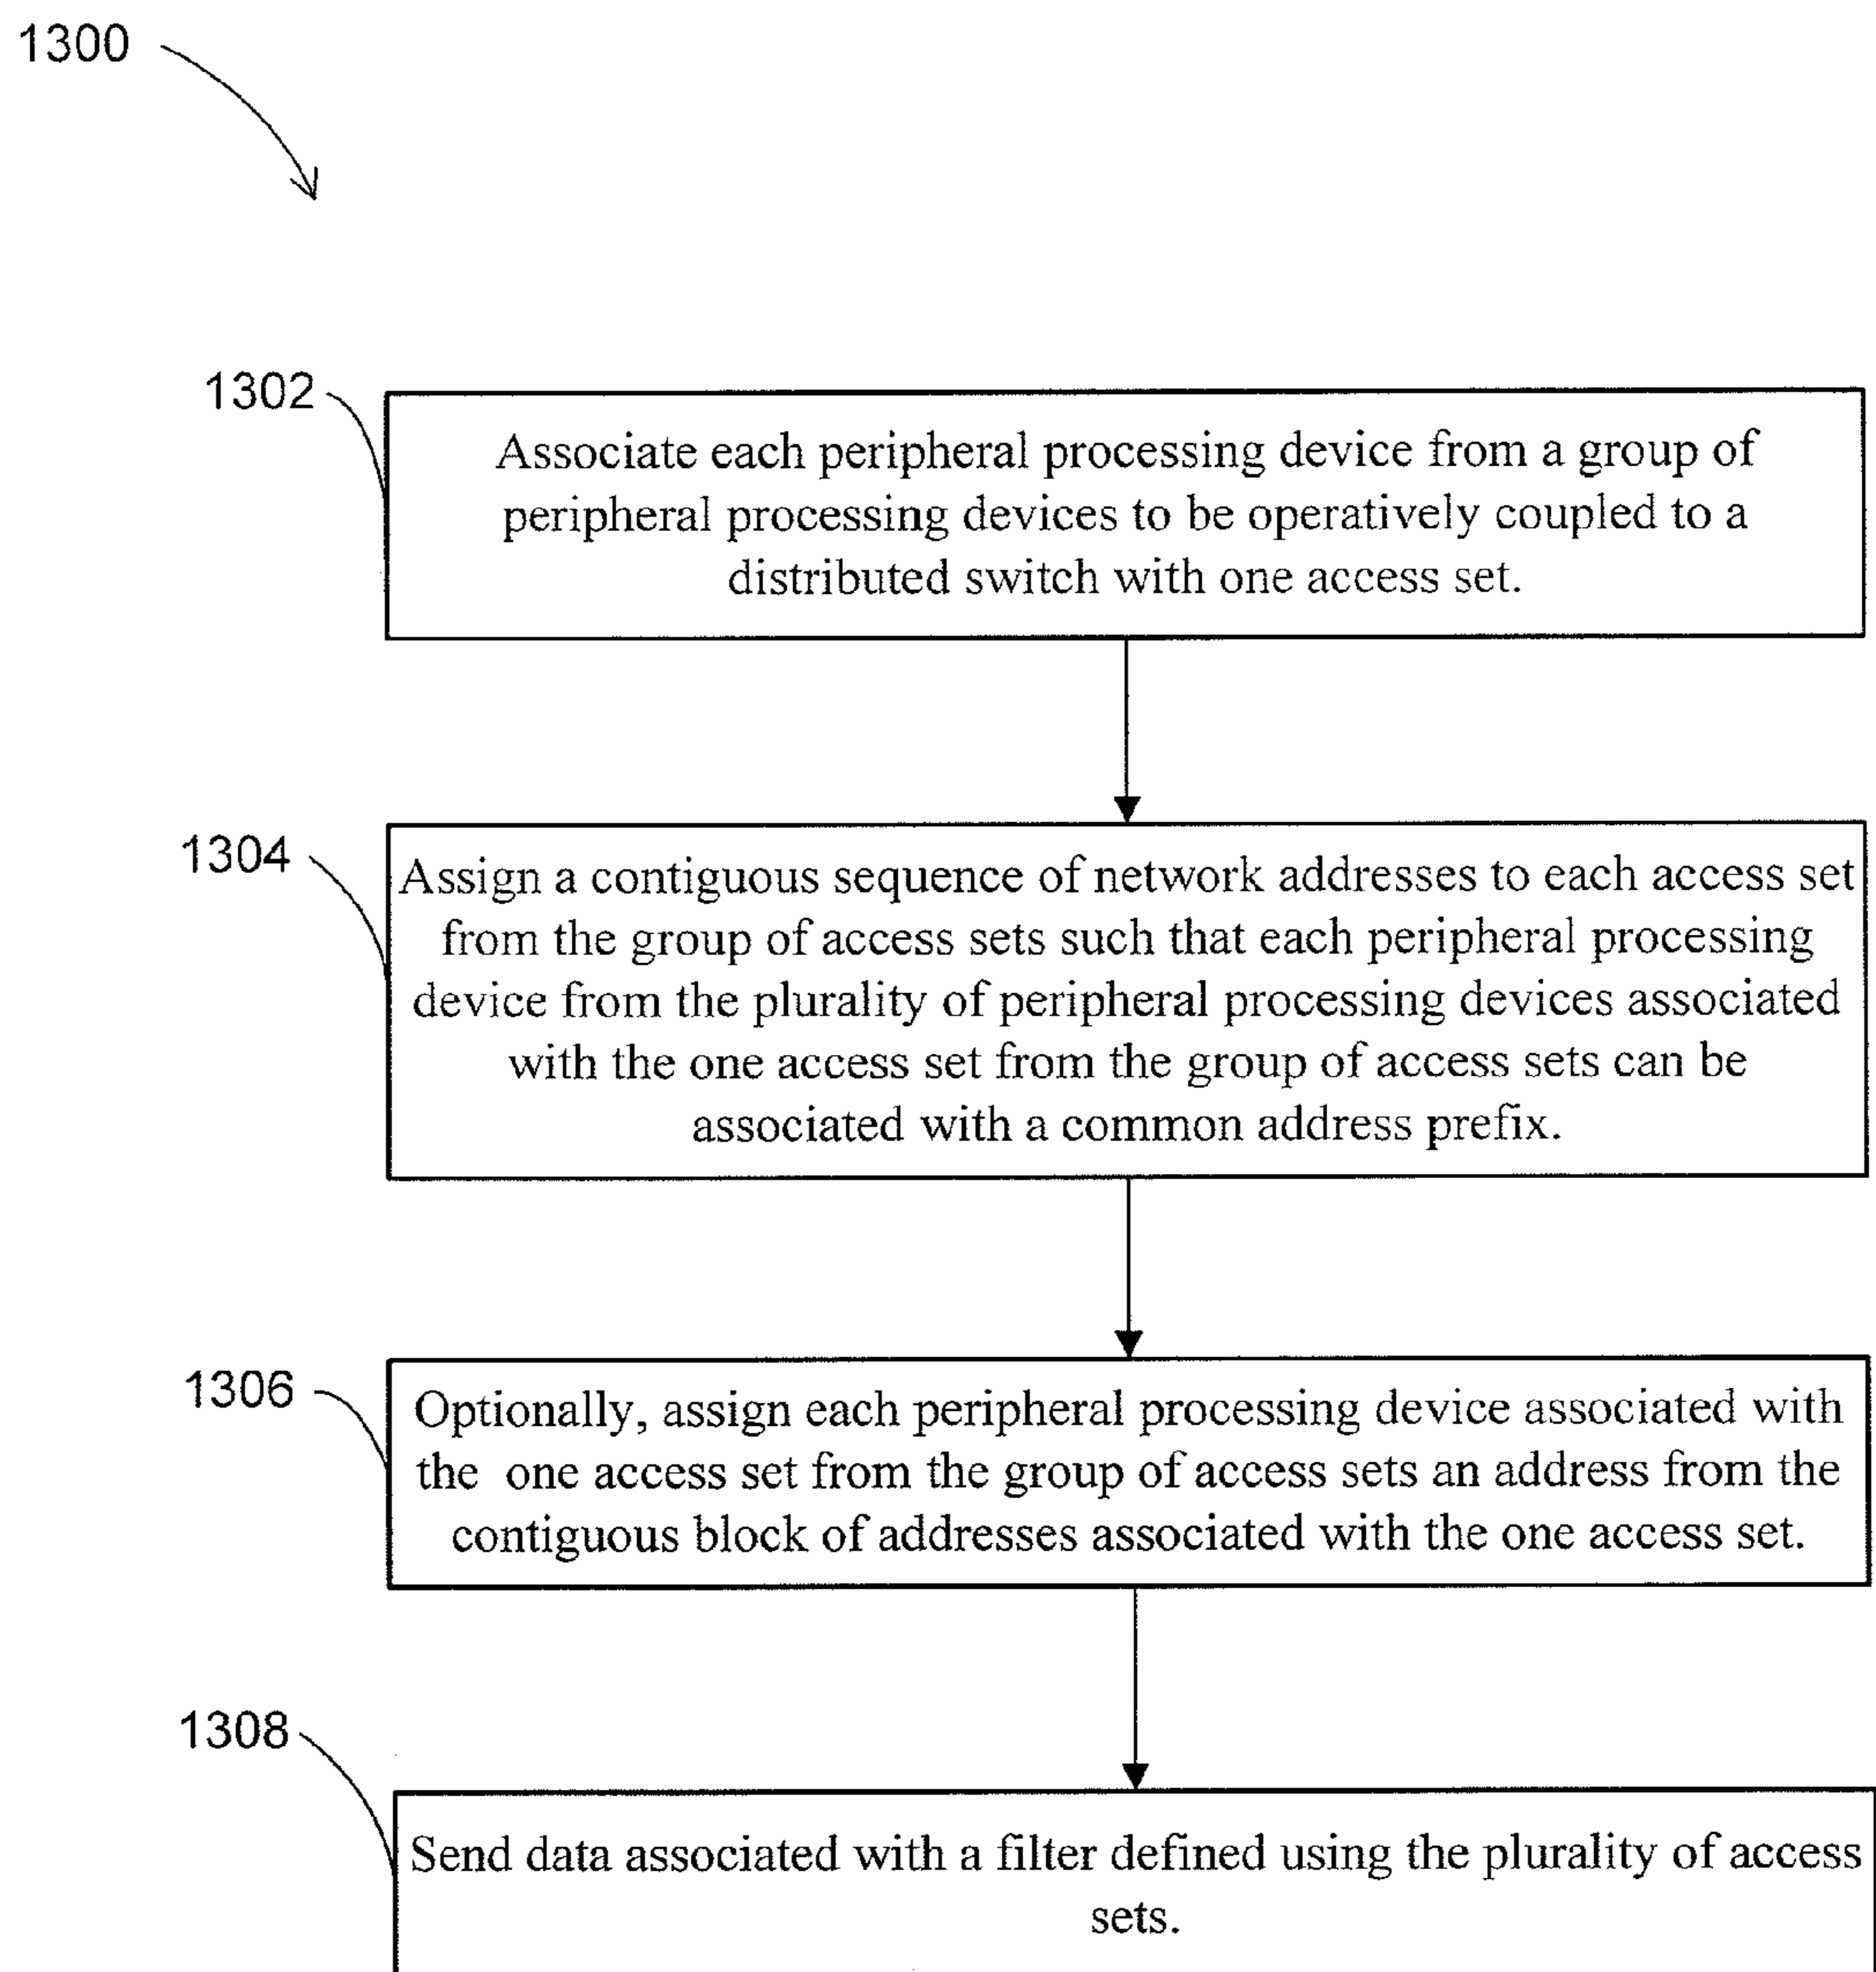 1300
1302
Associate each peripheral processing device from a group of
peripheral processing devices to be operatively coupled to a
distributed switch with one access set.
1304
Assign a contiguous sequence of network addresses to each access set
from the group of access sets such that each peripheral processing
device from the plurality of peripheral processing devices associated
with the one access set from the group of access sets can be
associated with a common address prefix.
1306
Optionally, assign each peripheral processing device associated with
the one access set from the group of access sets an address from the
contiguous block of addresses associated with the one access set.
1308
Send data associated with a filter defined using the plurality of access
sets.